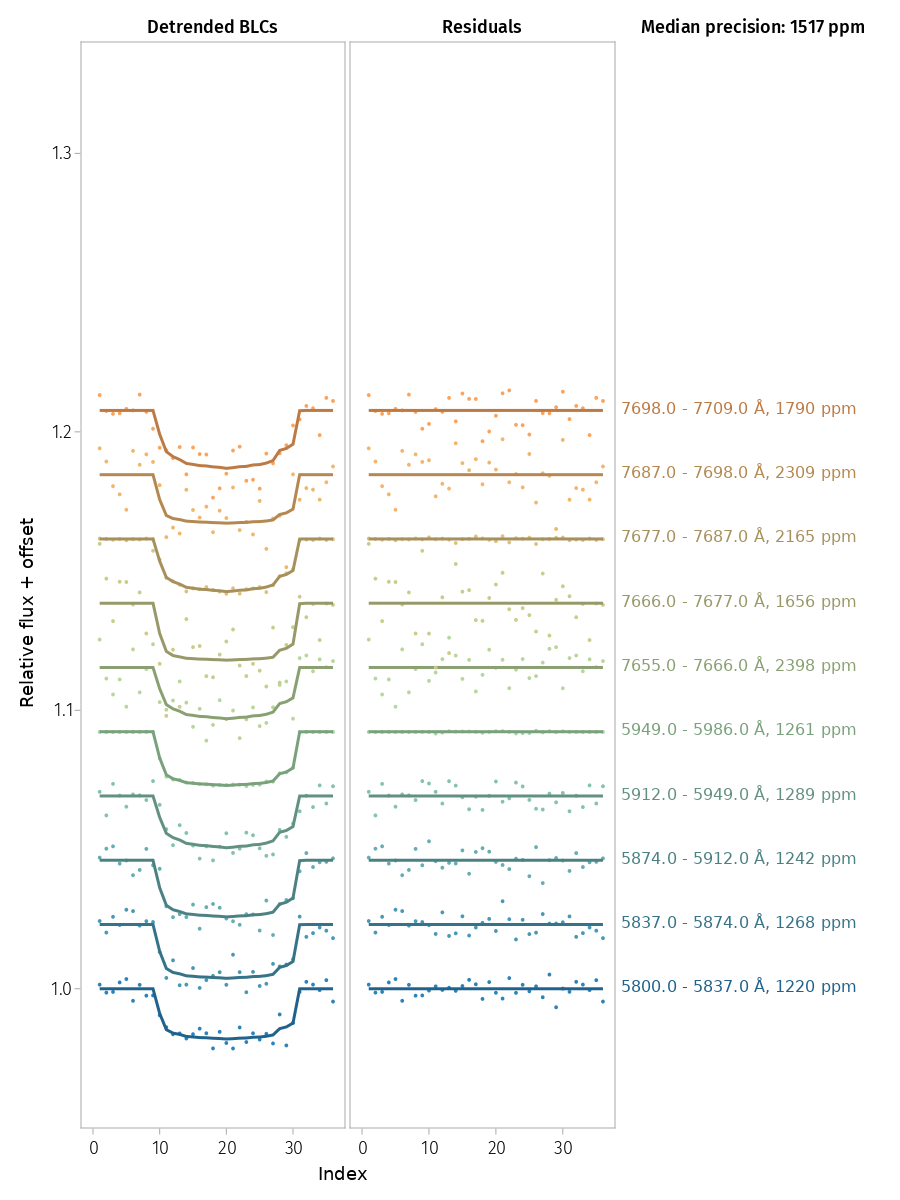 Detrended BLCs
Residuals
Median precision: 1517 ppm
1.3
1.2
1.1
1.0
Relative flux + offset
7698.0 - 7709.0 Å, 1790 ppm
7687.0 - 7698.0 Å, 2309 ppm
7677.0 - 7687.0 Å, 2165 ppm
7666.0 - 7677.0 Å, 1656 ppm
7655.0 - 7666.0 Å, 2398 ppm
5949.0 - 5986.0 Å, 1261 ppm
5912.0 - 5949.0 Å, 1289 ppm
5874.0 - 5912.0 Å, 1242 ppm
5837.0 - 5874.0 Å, 1268 ppm
5800.0 - 5837.0 Å, 1220 ppm
0 10 20 30
0 10 20 30
Index